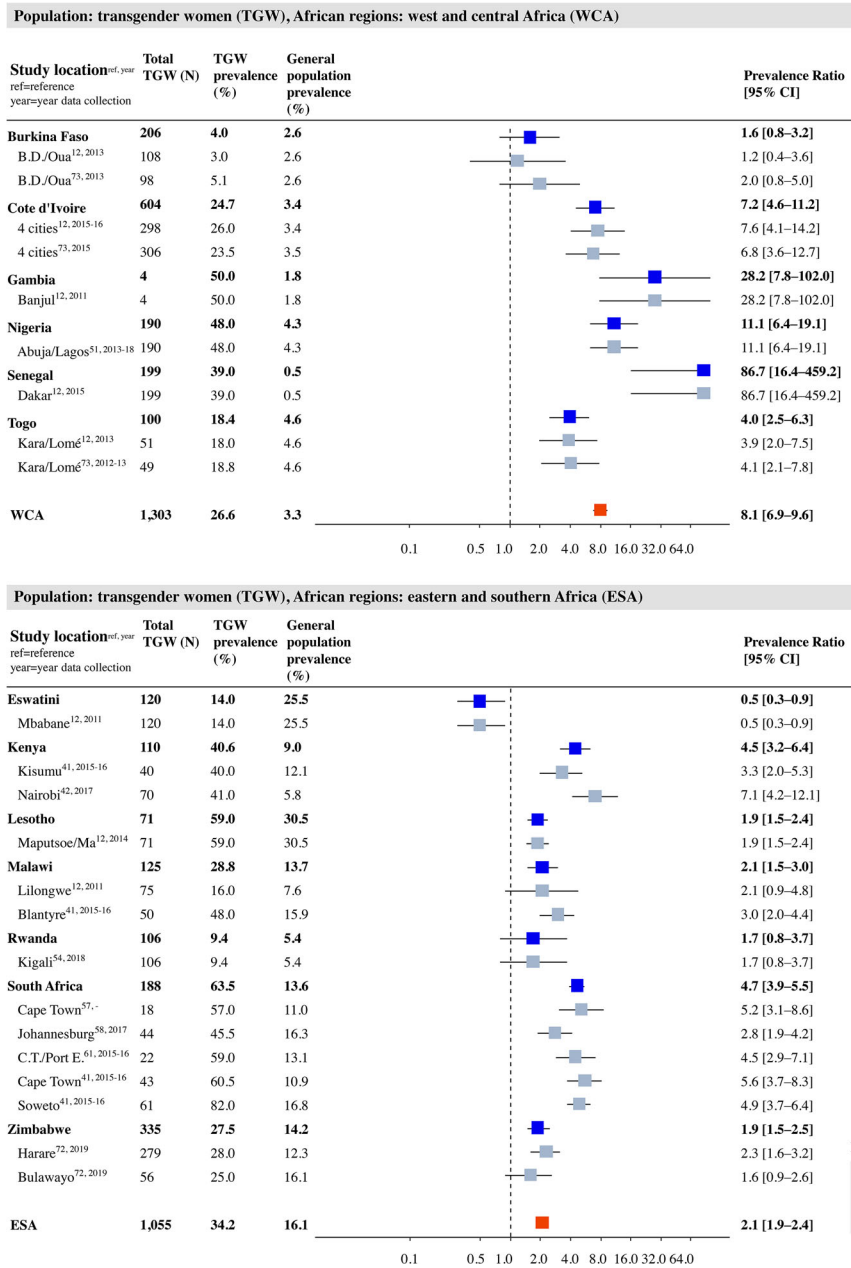 Population: transgender women (TGW), African regions: west and central Africa (WCA)
Study location ref, year Total TGW General Prevalence Ratio
ref=reference TGW (N) prevalence population [95% CI]
year=year data collection (%) prevalence
(%)
Burkina Faso 206 4.0 2.6 1.6 [0.8–3.2]
B.D./Oua12, 2013 108 3.0 2.6 1.2 [0.4–3.6]
B.D./Oua73, 2013 98 5.1 2.6 2.0 [0.8–5.0]
Cote d'Ivoire 604 24.7 3.4 7.2 [4.6–11.2]
4 cities12, 2015-16 298 26.0 3.4 7.6 [4.1–14.2]
4 cities73, 2015 306 23.5 3.5 6.8 [3.6–12.7]
Gambia 4 50.0 1.8 28.2 [7.8–102.0]
Banjul12, 2011 4 50.0 1.8 28.2 [7.8–102.0]
Nigeria 190 48.0 4.3 11.1 [6.4–19.1]
Abuja/Lagos51, 2013-18 190 48.0 4.3 11.1 [6.4–19.1]
Senegal 199 39.0 0.5 86.7 [16.4–459.2]
Dakar12, 2015 199 39.0 0.5 86.7 [16.4–459.2]
Togo 100 18.4 4.6 4.0 [2.5–6.3]
Kara/Lomé12, 2013 51 18.0 4.6 3.9 [2.0–7.5]
Kara/Lomé73, 2012-13 49 18.8 4.6 4.1 [2.1–7.8]
WCA 1,303 26.6 3.3 8.1 [6.9–9.6]
0.1 0.5 1.0 2.0 4.0 8.0 16.0 32.0 64.0
Population: transgender women (TGW), African regions: eastern and southern Africa (ESA)
Study location ref, year Total TGW General Prevalence Ratio
ref=reference TGW (N) prevalence population [95% CI]
year=year data collection (%) prevalence
(%)
Eswatini 120 14.0 25.5 0.5 [0.3–0.9]
Mbabane12, 2011 120 14.0 25.5 0.5 [0.3–0.9]
Kenya 110 40.6 9.0 4.5 [3.2–6.4]
Kisumu41, 2015-16 40 40.0 12.1 3.3 [2.0–5.3]
Nairobi42, 2017 70 41.0 5.8 7.1 [4.2–12.1]
Lesotho 71 59.0 30.5 1.9 [1.5–2.4]
Maputsoe/Ma12, 2014 71 59.0 30.5 1.9 [1.5–2.4]
Malawi 125 28.8 13.7 2.1 [1.5–3.0]
Lilongwe12, 2011 75 16.0 7.6 2.1 [0.9–4.8]
Blantyre41, 2015-16 50 48.0 15.9 3.0 [2.0–4.4]
Rwanda 106 9.4 5.4 1.7 [0.8–3.7]
Kigali54, 2018 106 9.4 5.4 1.7 [0.8–3.7]
South Africa 188 63.5 13.6 4.7 [3.9–5.5]
Cape Town57, - 18 57.0 11.0 5.2 [3.1–8.6]
Johannesburg58, 2017 44 45.5 16.3 2.8 [1.9–4.2]
C.T./Port E.61, 2015-16 22 59.0 13.1 4.5 [2.9–7.1]
Cape Town41, 2015-16 43 60.5 10.9 5.6 [3.7–8.3]
Soweto41, 2015-16 61 82.0 16.8 4.9 [3.7–6.4]
Zimbabwe 335 27.5 14.2 1.9 [1.5–2.5]
Harare72, 2019 279 28.0 12.3 2.3 [1.6–3.2]
Bulawayo72, 2019 56 25.0 16.1 1.6 [0.9–2.6]
ESA 1,055 34.2 16.1 2.1 [1.9–2.4]
0.1 0.5 1.0 2.0 4.0 8.0 16.0 32.0 64.0